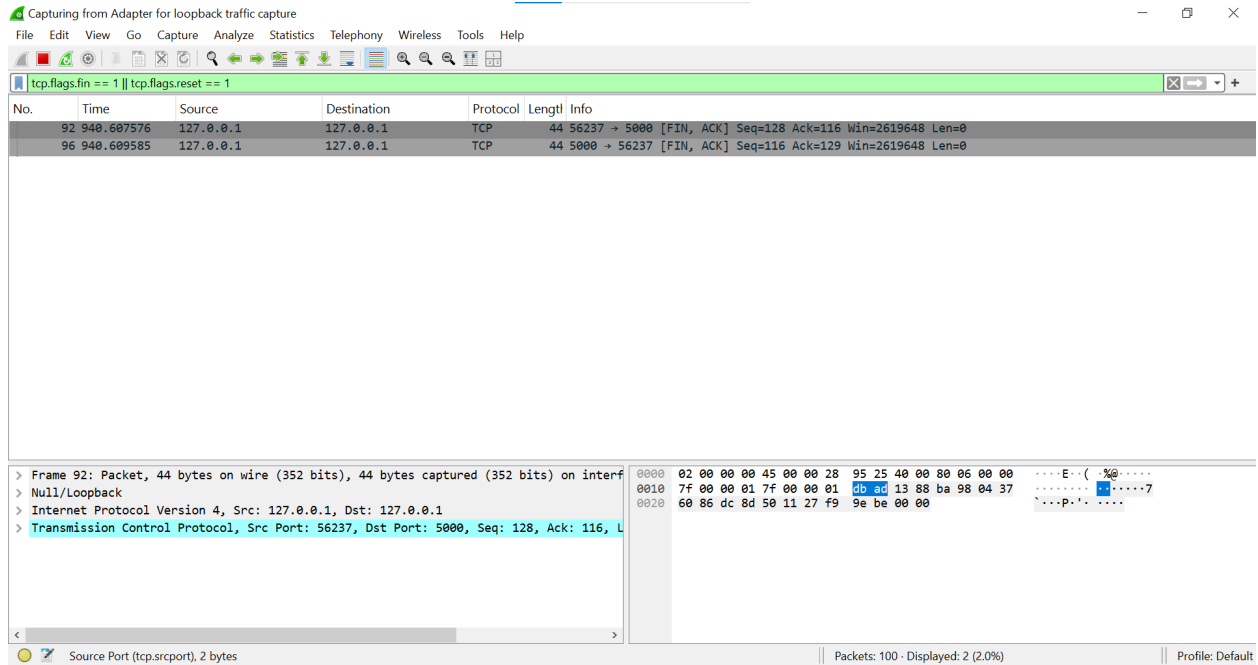 Capturing from Adapter for loopback traffic capture
File Edit View Go Capture Analyze Statistics Telephony Wireless Tools Help
tcp.flags.fin == 1 || tcp.flags.reset == 1
No. Time Source Destination Protocol Lengtl Info
92 940.607576 127.0.0.1 127.0.0.1 TCP 44 56237 → 5000 [FIN, ACK] Seq=128 Ack=116 Win=2619648 Len=0
96 940.609585 127.0.0.1 127.0.0.1 TCP 44 5000 → 56237 [FIN, ACK] Seq=116 Ack=129 Win=2619648 Len=0
> Frame 92: Packet, 44 bytes on wire (352 bits), 44 bytes captured (352 bits) on interf
> Null/Loopback
> Internet Protocol Version 4, Src: 127.0.0.1, Dst: 127.0.0.1
> Transmission Control Protocol, Src Port: 56237, Dst Port: 5000, Seq: 128, Ack: 116, L
0000 02 00 00 00 45 00 00 28 95 25 40 00 80 06 00 00 ····E··( ·%@·····
0010 7f 00 00 01 7f 00 00 01 db ad 13 88 ba 98 04 37 ········ ·······7
0020 60 86 dc 8d 50 11 27 f9 9e be 00 00 `···P·'· ····
Source Port (tcp.srcport), 2 bytes
Packets: 100 · Displayed: 2 (2.0%)
Profile: Default